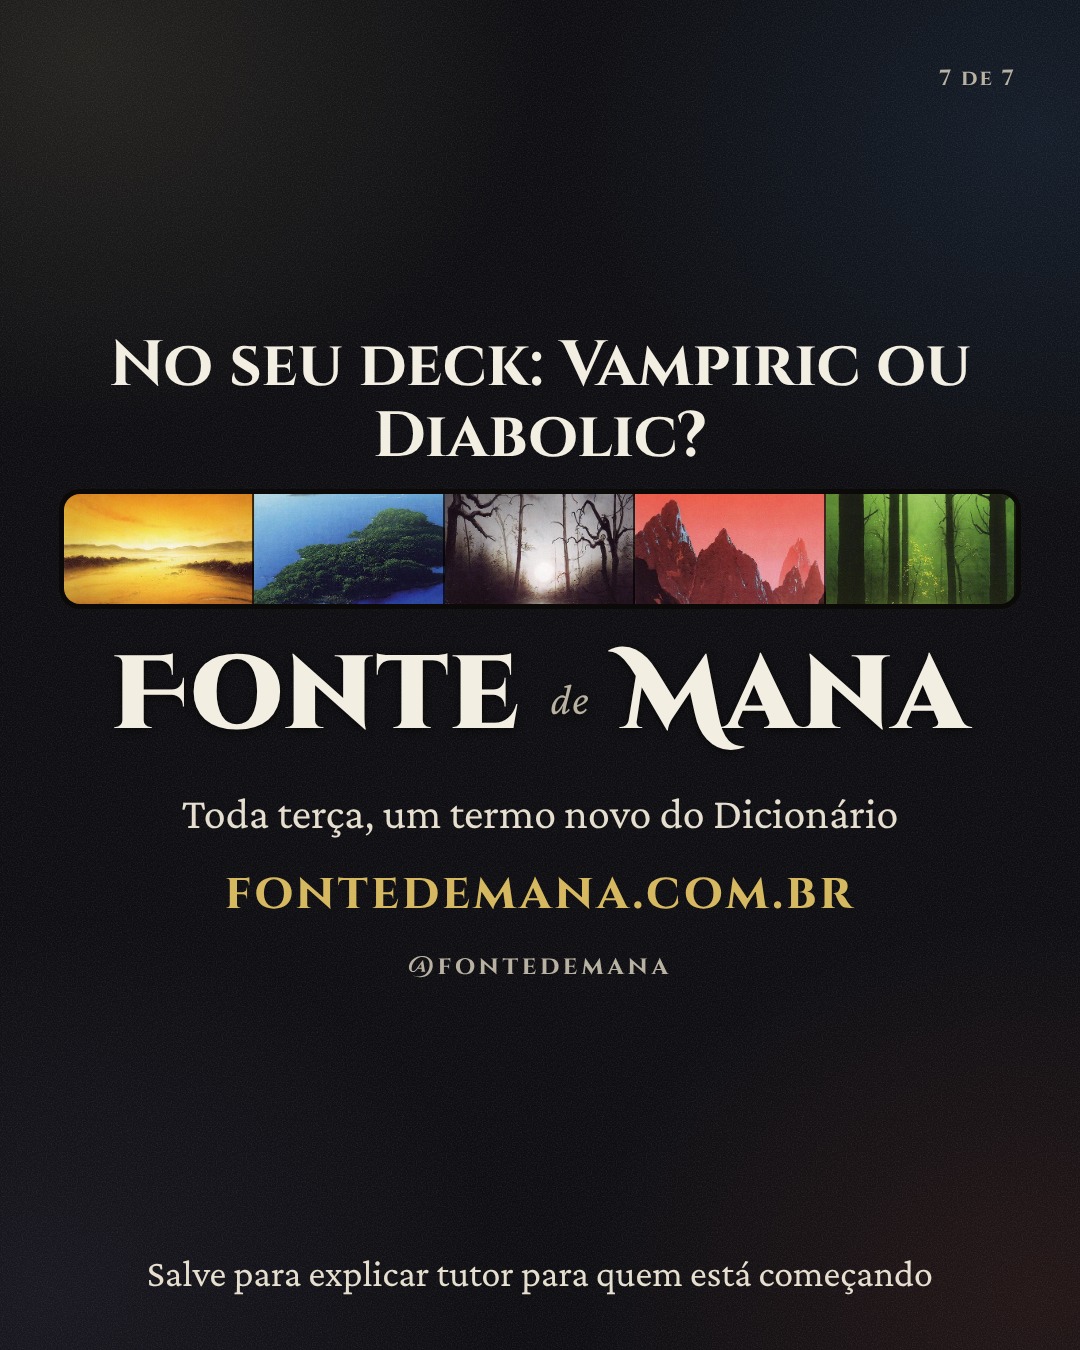 7 DE 7
No seu deck: Vampiric ou
Diabolic?
Fonte de Mana
Toda terça, um termo novo do Dicionário
FONTEDEMANA.COM.BR
@FONTEDEMANA
Salve para explicar tutor para quem está começando